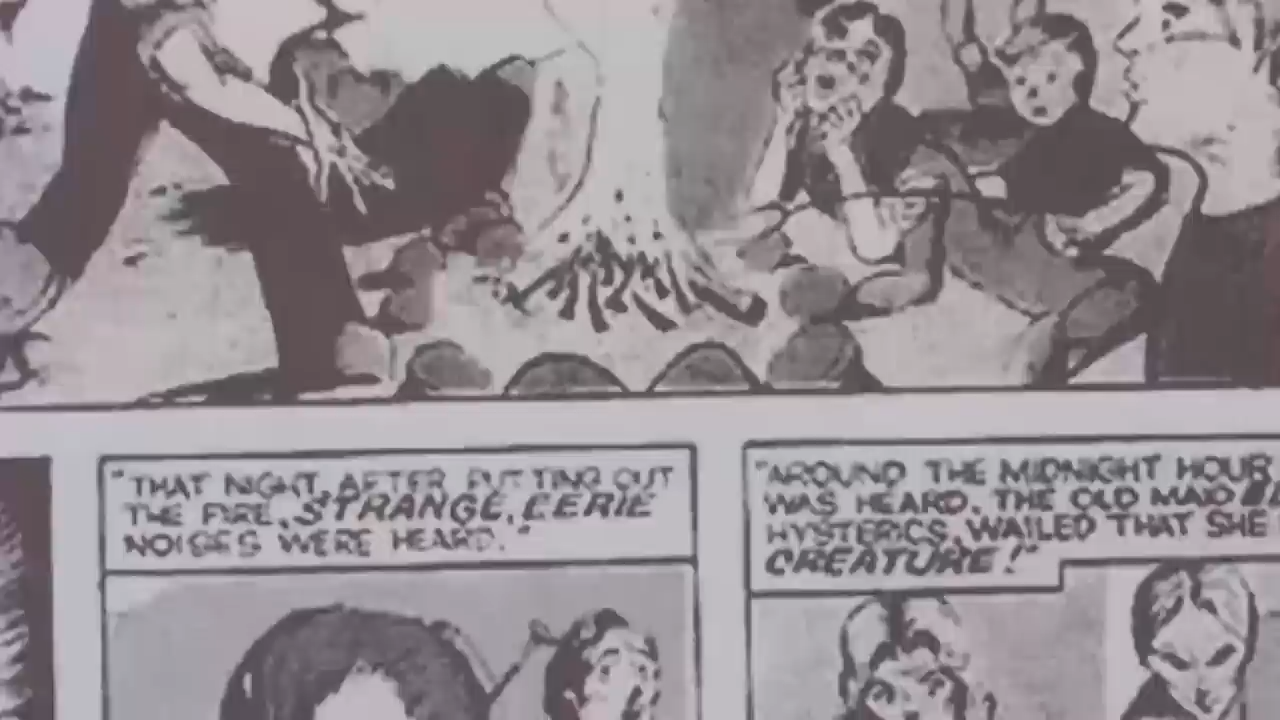 "THAT NIGHT, AFTER PUTTING OUT
THE FIRE, STRANGE, EERIE
NOISES WERE HEARD."
"AROUND THE MIDNIGHT HOUR
WAS HEARD. THE OLD MAID
HYSTERICS, WAILED THAT SHE
CREATURE!"